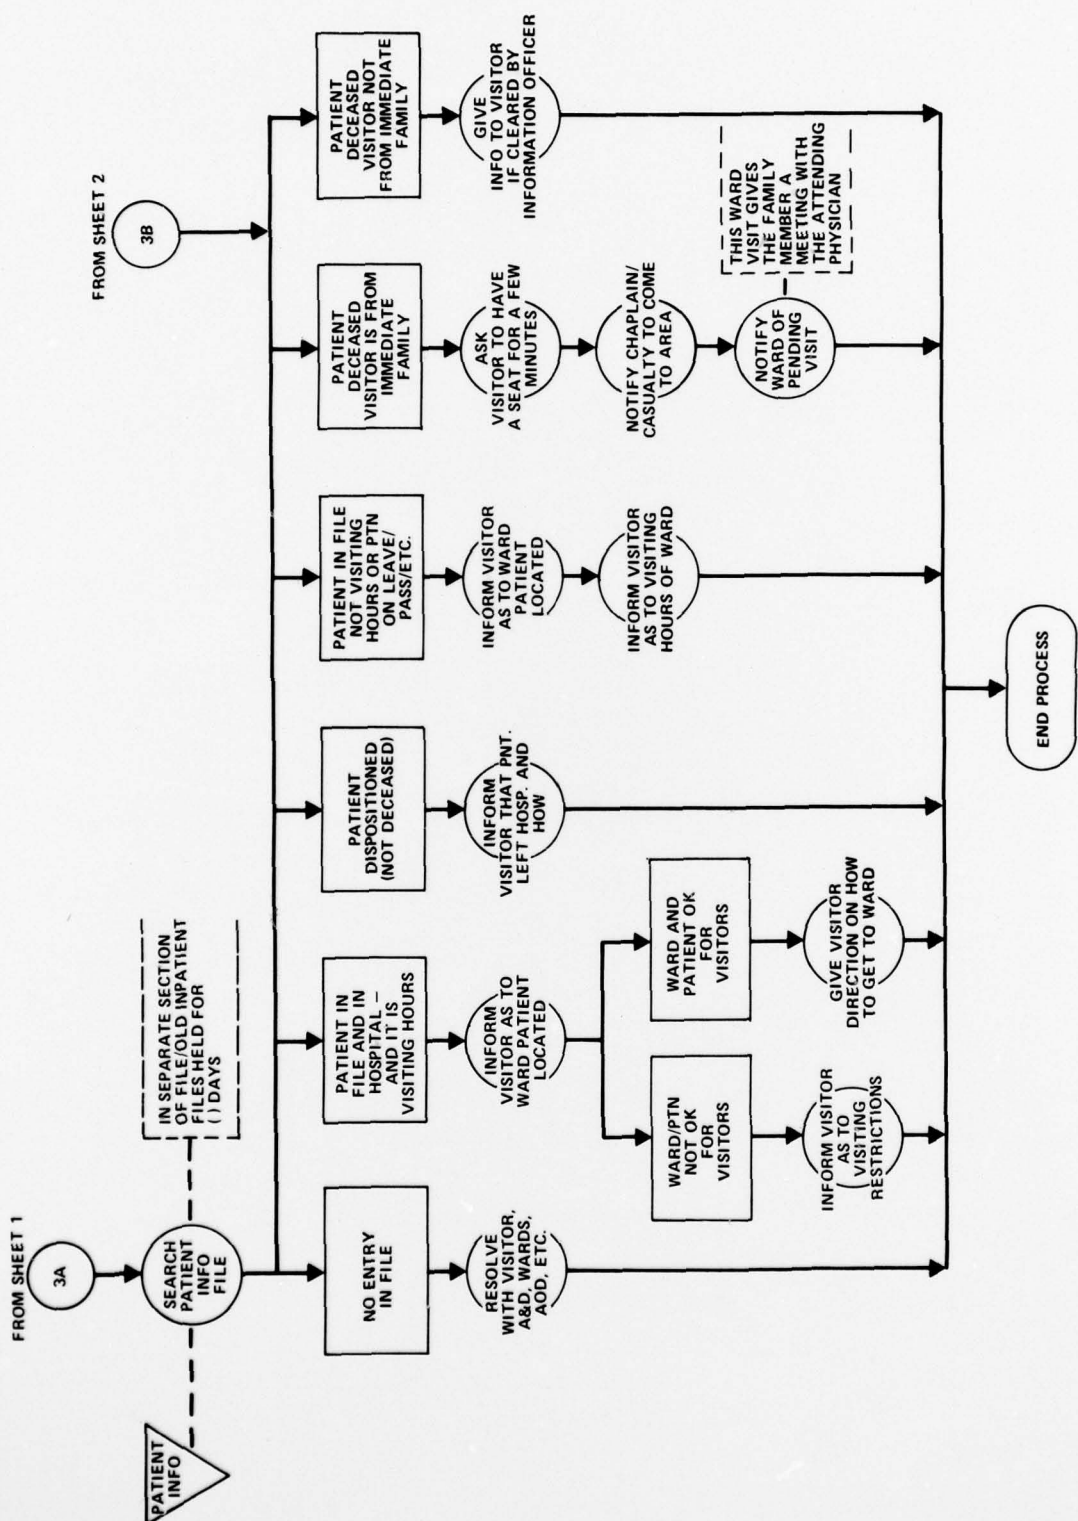 FROM SHEET 1
3A
PATIENT
INFO
SEARCH
PATIENT
INFO
FILE
IN SEPARATE SECTION
OF FILE/OLD INPATIENT
FILES HELD FOR
( ) DAYS
FROM SHEET 2
3B
NO ENTRY
IN FILE
RESOLVE
WITH VISITOR,
A&D, WARDS,
AOD, ETC.
PATIENT IN
FILE AND IN
HOSPITAL –
AND IT IS
VISITING HOURS
INFORM
VISITOR AS TO
WARD PATIENT
LOCATED
WARD/PTN
NOT OK
FOR
VISITORS
INFORM VISITOR
AS TO
VISITING
RESTRICTIONS
WARD AND
PATIENT OK
FOR
VISITORS
GIVE VISITOR
DIRECTION ON HOW
TO GET TO WARD
PATIENT
DISPOSITIONED
(NOT DECEASED)
INFORM
VISITOR THAT PNT.
LEFT HOSP. AND
HOW
PATIENT IN FILE
NOT VISITING
HOURS OR PTN
ON LEAVE/
PASS/ETC.
INFORM VISITOR
AS TO WARD
PATIENT
LOCATED
INFORM VISITOR
AS TO VISITING
HOURS OF WARD
PATIENT
DECEASED
VISITOR IS FROM
IMMEDIATE
FAMILY
ASK
VISITOR TO HAVE
A SEAT FOR A FEW
MINUTES
NOTIFY CHAPLAIN/
CASUALTY TO COME
TO AREA
NOTIFY
WARD OF
PENDING
VISIT
THIS WARD
VISIT GIVES
THE FAMILY
MEMBER A
MEETING WITH
THE ATTENDING
PHYSICIAN
PATIENT
DECEASED
VISITOR NOT
FROM IMMEDIATE
FAMILY
GIVE
INFO TO VISITOR
IF CLEARED BY
INFORMATION OFFICER
END PROCESS